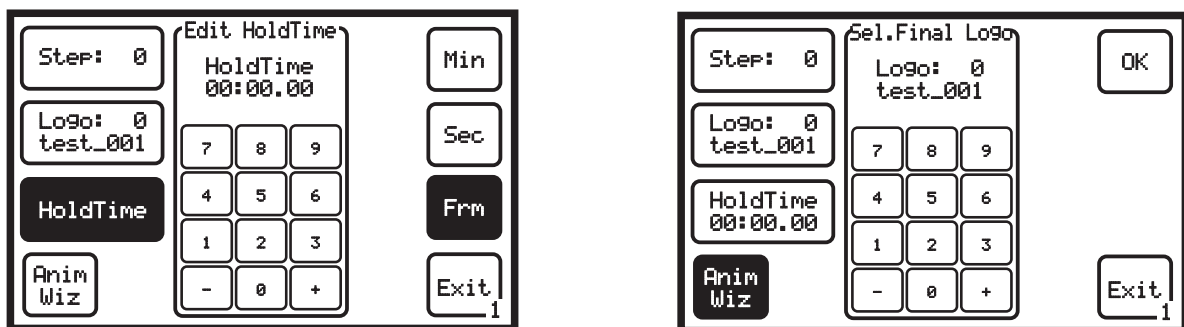 Edit HoldTime
Step: 0
HoldTime
00:00.00
Min
Logo: 0
test_001
Sec
7 8 9
HoldTime
4 5 6
Frm
1 2 3
Anim
Wiz
- 0 +
Exit
1
Sel.Final Logo
Step: 0
Logo: 0
test_001
OK
Logo: 0
test_001
7 8 9
HoldTime
00:00.00
4 5 6
1 2 3
Anim
Wiz
- 0 +
Exit
1